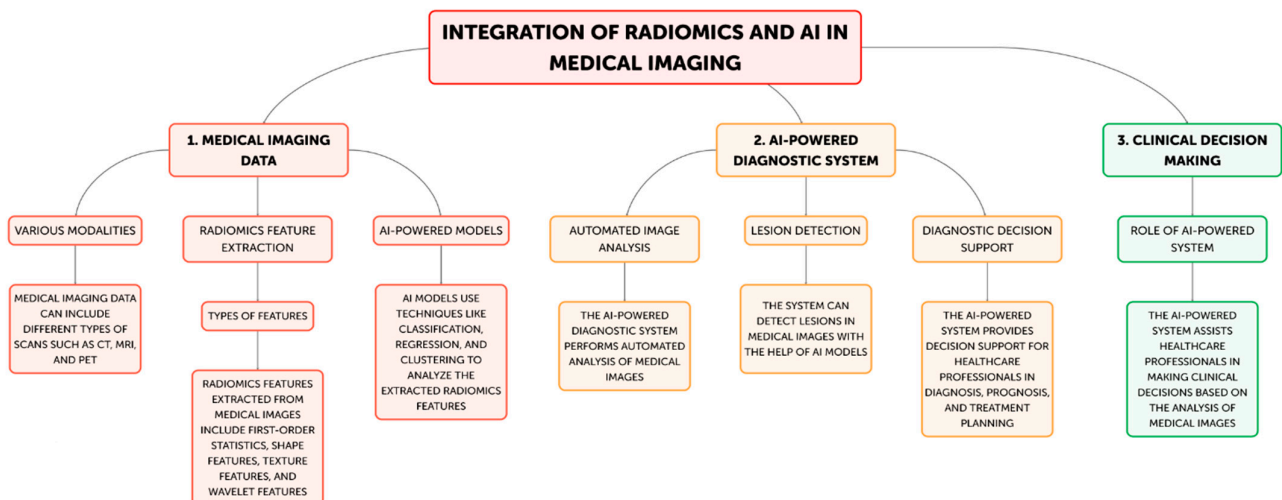 INTEGRATION OF RADIOMICS AND AI IN
MEDICAL IMAGING
1. MEDICAL IMAGING
DATA
VARIOUS MODALITIES
MEDICAL IMAGING DATA
CAN INCLUDE
DIFFERENT TYPES OF
SCANS SUCH AS CT, MRI,
AND PET
RADIOMICS FEATURE
EXTRACTION
TYPES OF FEATURES
RADIOMICS FEATURES
EXTRACTED FROM
MEDICAL IMAGES
INCLUDE FIRST-ORDER
STATISTICS, SHAPE
FEATURES, TEXTURE
FEATURES, AND
WAVELET FEATURES
AI-POWERED MODELS
AI MODELS USE
TECHNIQUES LIKE
CLASSIFICATION,
REGRESSION, AND
CLUSTERING TO
ANALYZE THE
EXTRACTED RADIOMICS
FEATURES
2. AI-POWERED
DIAGNOSTIC SYSTEM
AUTOMATED IMAGE
ANALYSIS
THE AI-POWERED
DIAGNOSTIC SYSTEM
PERFORMS AUTOMATED
ANALYSIS OF MEDICAL
IMAGES
LESION DETECTION
THE SYSTEM CAN
DETECT LESIONS IN
MEDICAL IMAGES WITH
THE HELP OF AI MODELS
DIAGNOSTIC DECISION
SUPPORT
THE AI-POWERED
SYSTEM PROVIDES
DECISION SUPPORT FOR
HEALTHCARE
PROFESSIONALS IN
DIAGNOSIS, PROGNOSIS,
AND TREATMENT
PLANNING
3. CLINICAL DECISION
MAKING
ROLE OF AI-POWERED
SYSTEM
THE AI-POWERED
SYSTEM ASSISTS
HEALTHCARE
PROFESSIONALS IN
MAKING CLINICAL
DECISIONS BASED ON
THE ANALYSIS OF
MEDICAL IMAGES